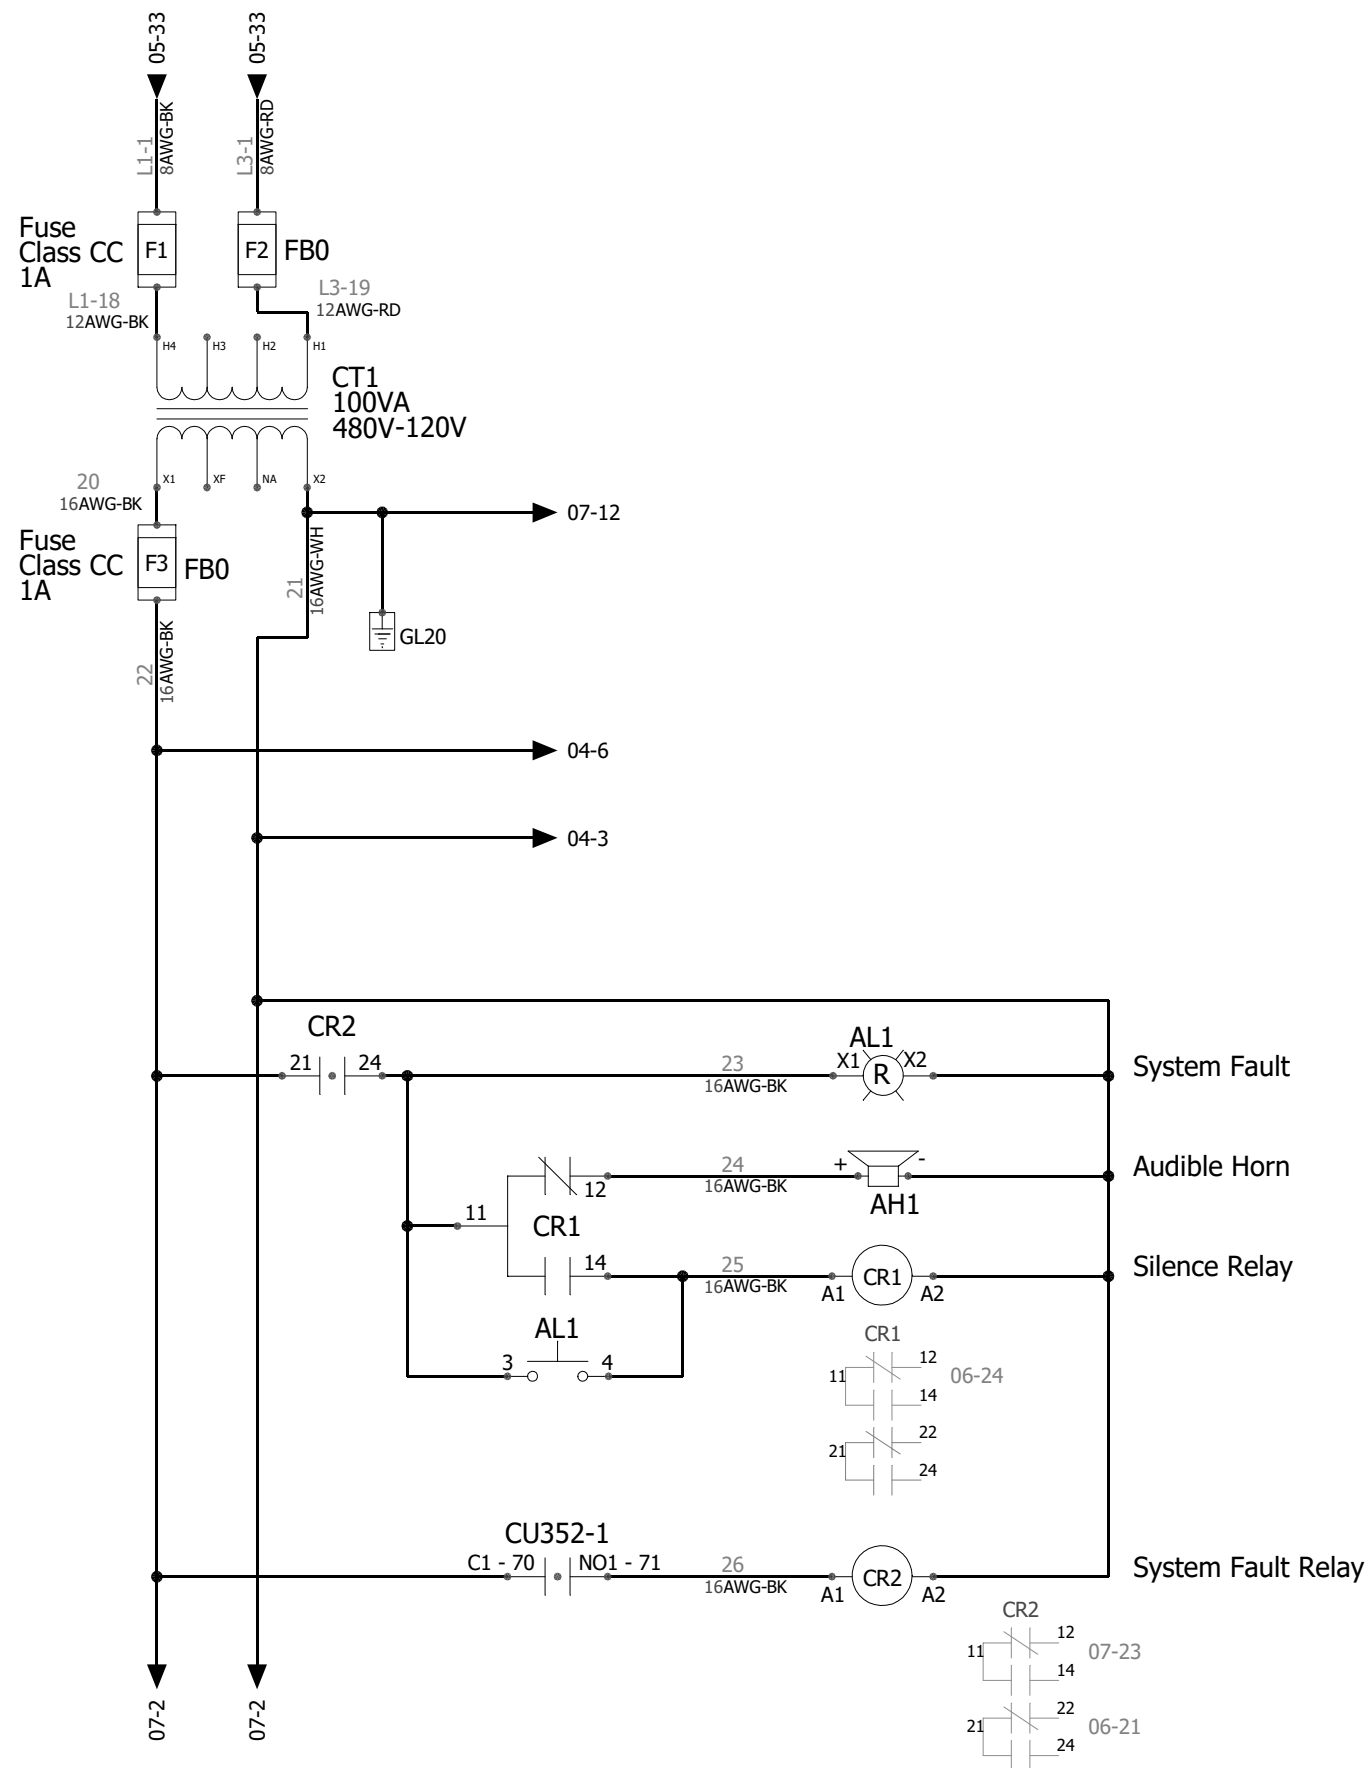 05-33
05-33
L1-1
8AWG-BK
L3-1
8AWG-RD
Fuse
Class CC
1A
F1
F2
FB0
L1-18
12AWG-BK
L3-19
12AWG-RD
H4
H3
H2
H1
CT1
100VA
480V-120V
X1
XF
NA
X2
20
16AWG-BK
07-12
Fuse
Class CC
1A
F3
FB0
21
16AWG-WH
GL20
22
16AWG-BK
04-6
04-3
CR2
21
24
23
16AWG-BK
AL1
X1
R
X2
System Fault
12
24
16AWG-BK
+
-
AH1
Audible Horn
11
CR1
14
25
16AWG-BK
A1
CR1
A2
Silence Relay
AL1
3
4
CR1
11
12
14
06-24
21
22
24
CU352-1
C1 - 70
NO1 - 71
26
16AWG-BK
A1
CR2
A2
System Fault Relay
CR2
11
12
14
07-23
21
22
24
06-21
07-2
07-2